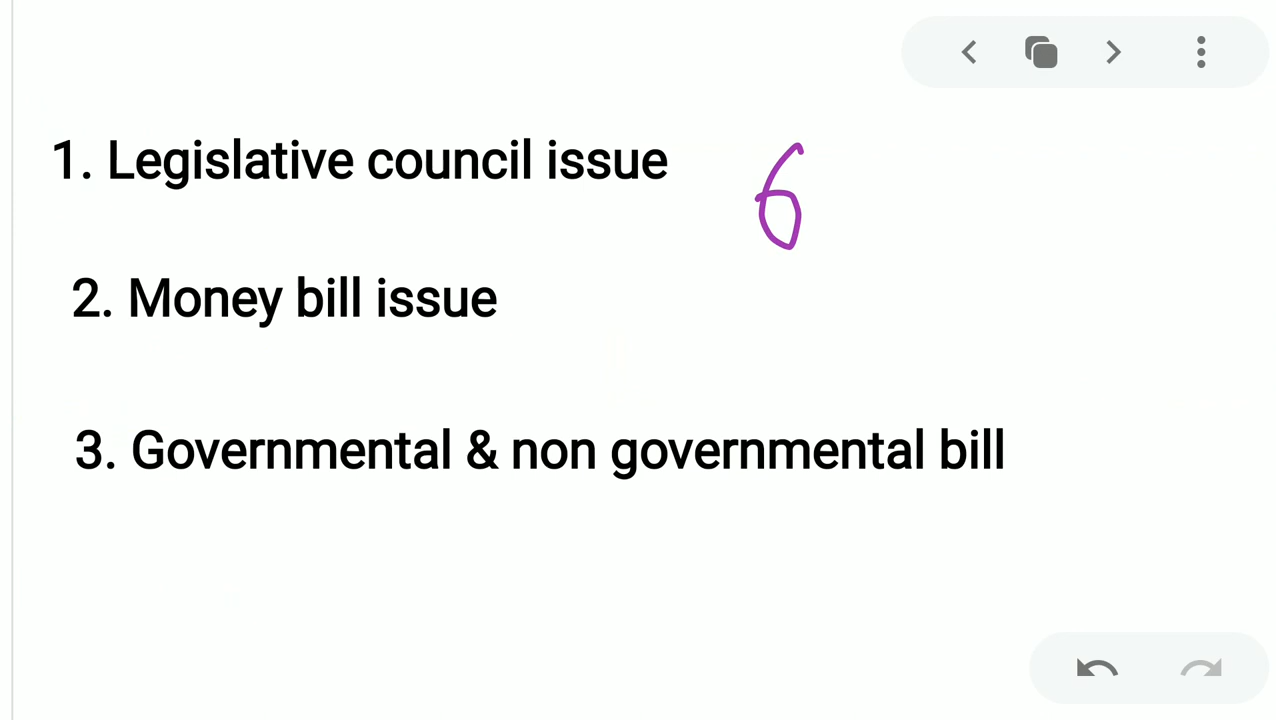 1. Legislative council issue 6
2. Money bill issue
3. Governmental & non governmental bill